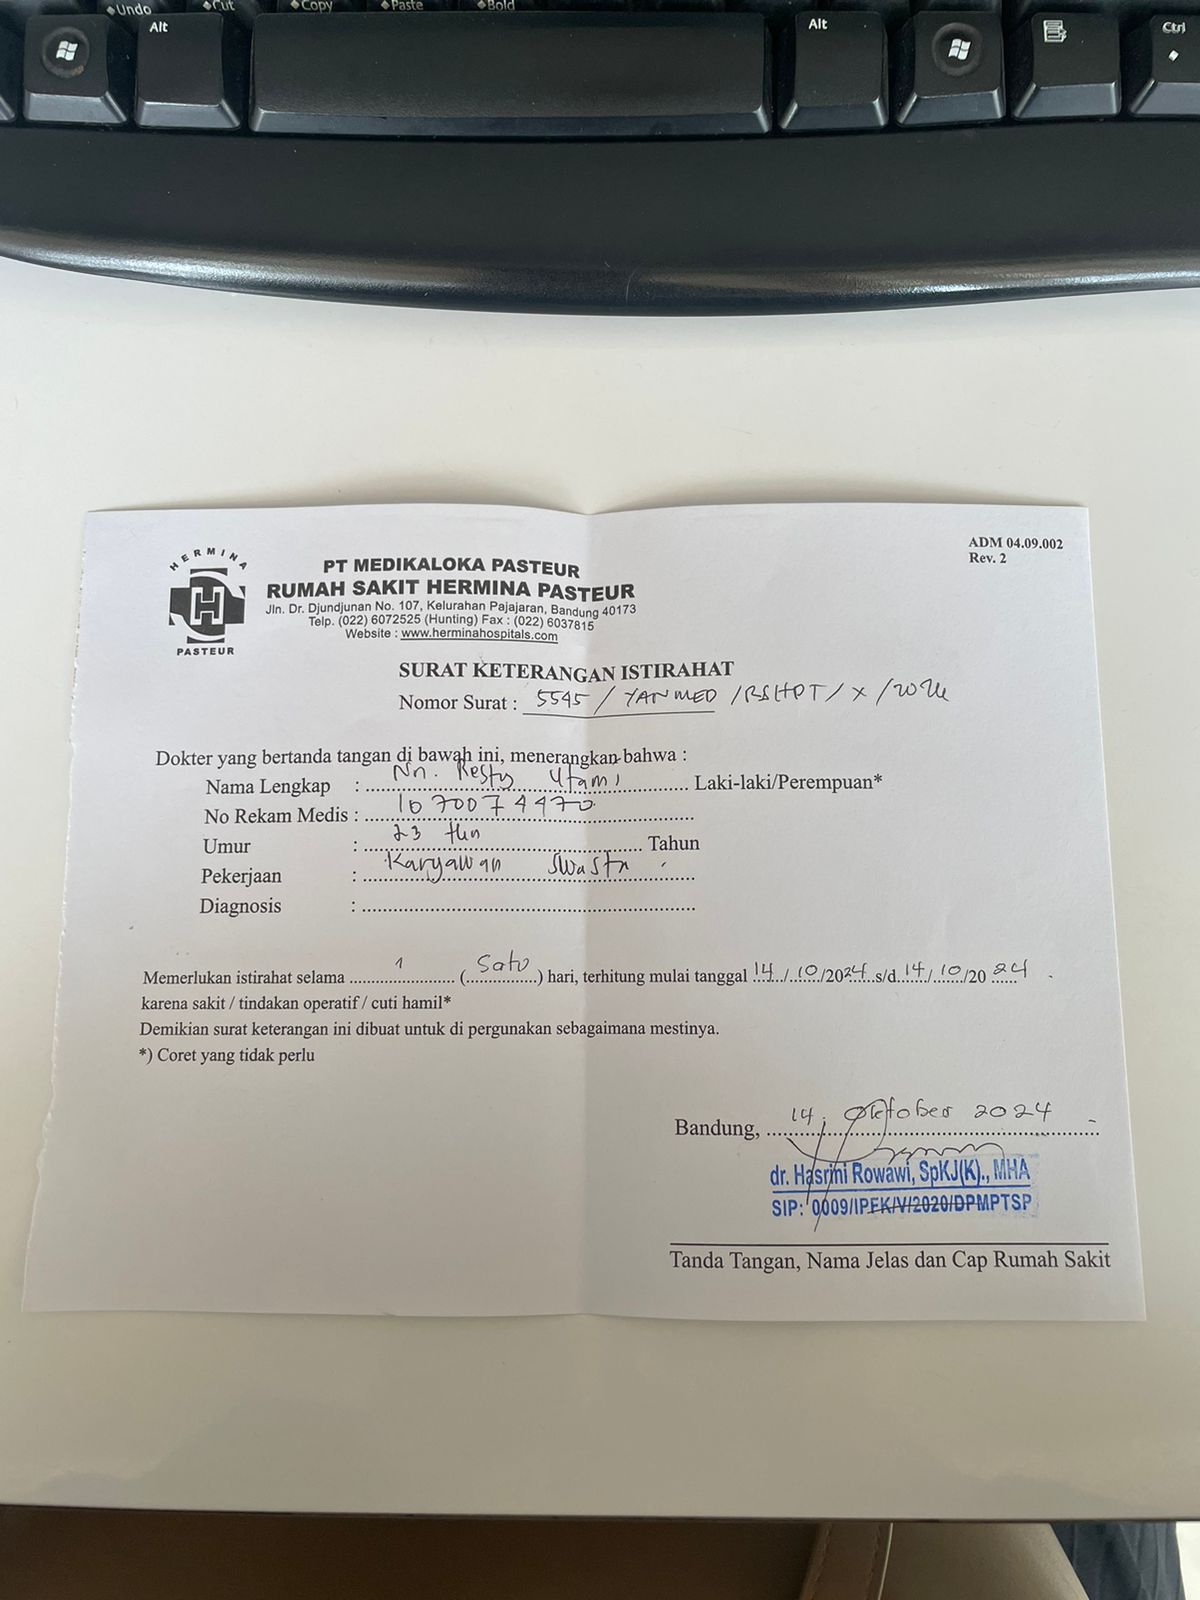 Undo Cut Copy Paste Bold
Alt Alt Ctrl
HERMINA
PASTEUR
ADM 04.09.002
Rev. 2
PT MEDIKALOKA PASTEUR
RUMAH SAKIT HERMINA PASTEUR
Jln. Dr. Djundjunan No. 107, Kelurahan Pajajaran, Bandung 40173
Telp. (022) 6072525 (Hunting) Fax : (022) 6037815
Website : www.herminahospitals.com
SURAT KETERANGAN ISTIRAHAT
Nomor Surat : 5545 / YANMED / RSHPT / X / 2024
Dokter yang bertanda tangan di bawah ini, menerangkan bahwa :
Nama Lengkap : Nn. Resty Utami Laki-laki/Perempuan*
No Rekam Medis : 1070074470
Umur : 23 thn Tahun
Pekerjaan : Karyawan Swasta
Diagnosis :
Memerlukan istirahat selama 1 (Satu) hari, terhitung mulai tanggal 14/10/2024 s/d 14/10/2024
karena sakit / tindakan operatif / cuti hamil*
Demikian surat keterangan ini dibuat untuk di pergunakan sebagaimana mestinya.
*) Coret yang tidak perlu
Bandung, 14 Oktober 2024
dr. Hasrini Rowawi, SpKJ(K)., MHA
SIP: 0009/IPEK/V/2020/DPMPTSP
Tanda Tangan, Nama Jelas dan Cap Rumah Sakit